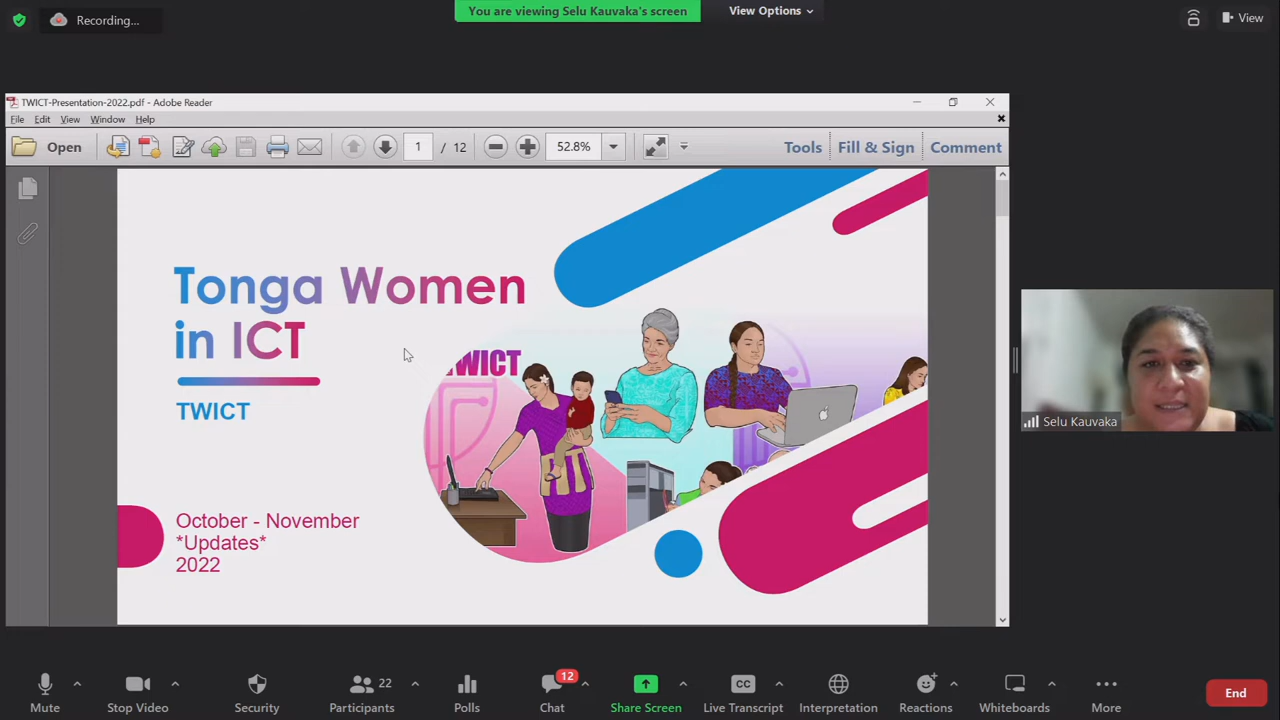 Recording...
You are viewing Selu Kauvaka's screen
View Options
View
TWICT-Presentation-2022.pdf - Adobe Reader
File Edit View Window Help
Open
1 / 12
52.8%
Tools
Fill & Sign
Comment
Tonga Women
in ICT
TWICT
TWICT
October - November
*Updates*
2022
Selu Kauvaka
Mute
Stop Video
Security
22
Participants
Polls
12
Chat
Share Screen
CC
Live Transcript
Interpretation
Reactions
Whiteboards
More
End